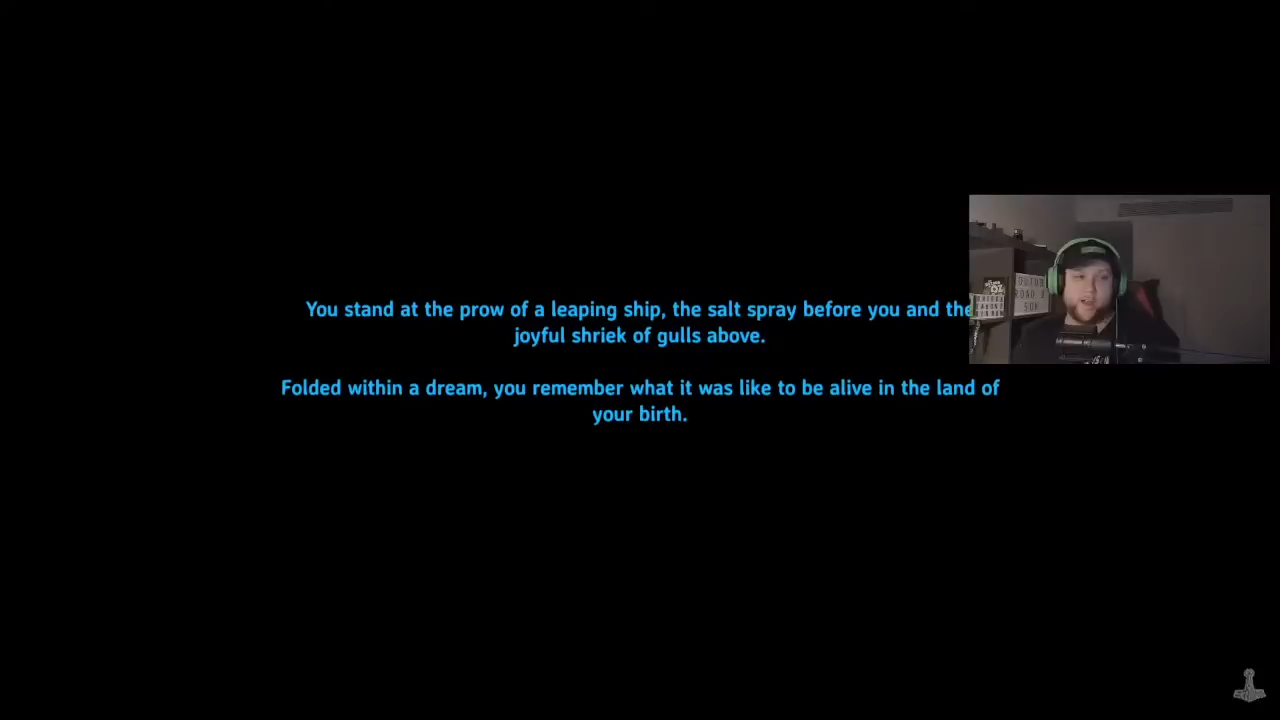 You stand at the prow of a leaping ship, the salt spray before you and the
joyful shriek of gulls above.
Folded within a dream, you remember what it was like to be alive in the land of
your birth.